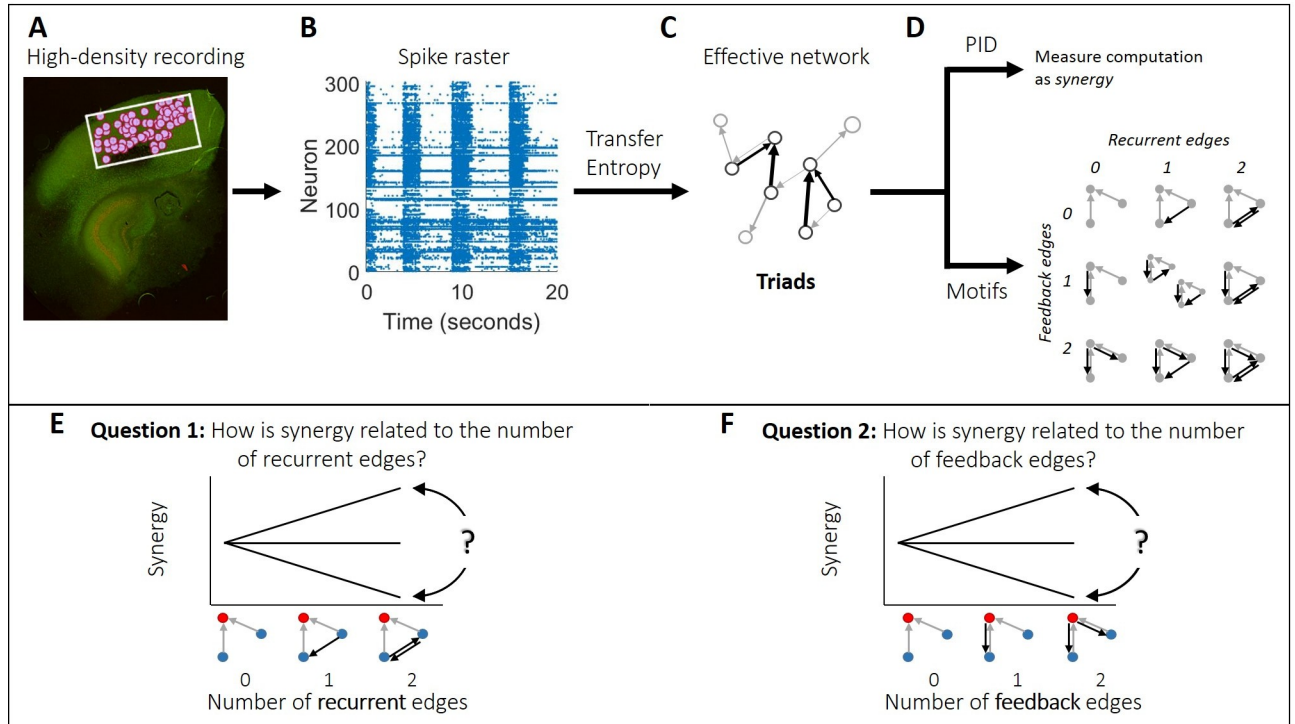 A
High-density recording
B
Spike raster
300
200
100
0
Neuron
0
10
20
Time (seconds)
Transfer
Entropy
C
Effective network
Triads
D
PID
Measure computation
as synergy
Motifs
Recurrent edges
0
1
2
Feedback edges
0
1
2
E
Question 1: How is synergy related to the number
of recurrent edges?
Synergy
?
0
1
2
Number of recurrent edges
F
Question 2: How is synergy related to the number
of feedback edges?
Synergy
?
0
1
2
Number of feedback edges